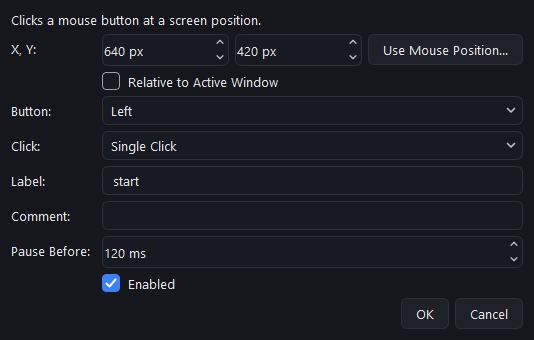 Clicks a mouse button at a screen position.
X, Y: 640 px 420 px Use Mouse Position...
Relative to Active Window
Button: Left
Click: Single Click
Label: start
Comment:
Pause Before: 120 ms
Enabled
OK Cancel